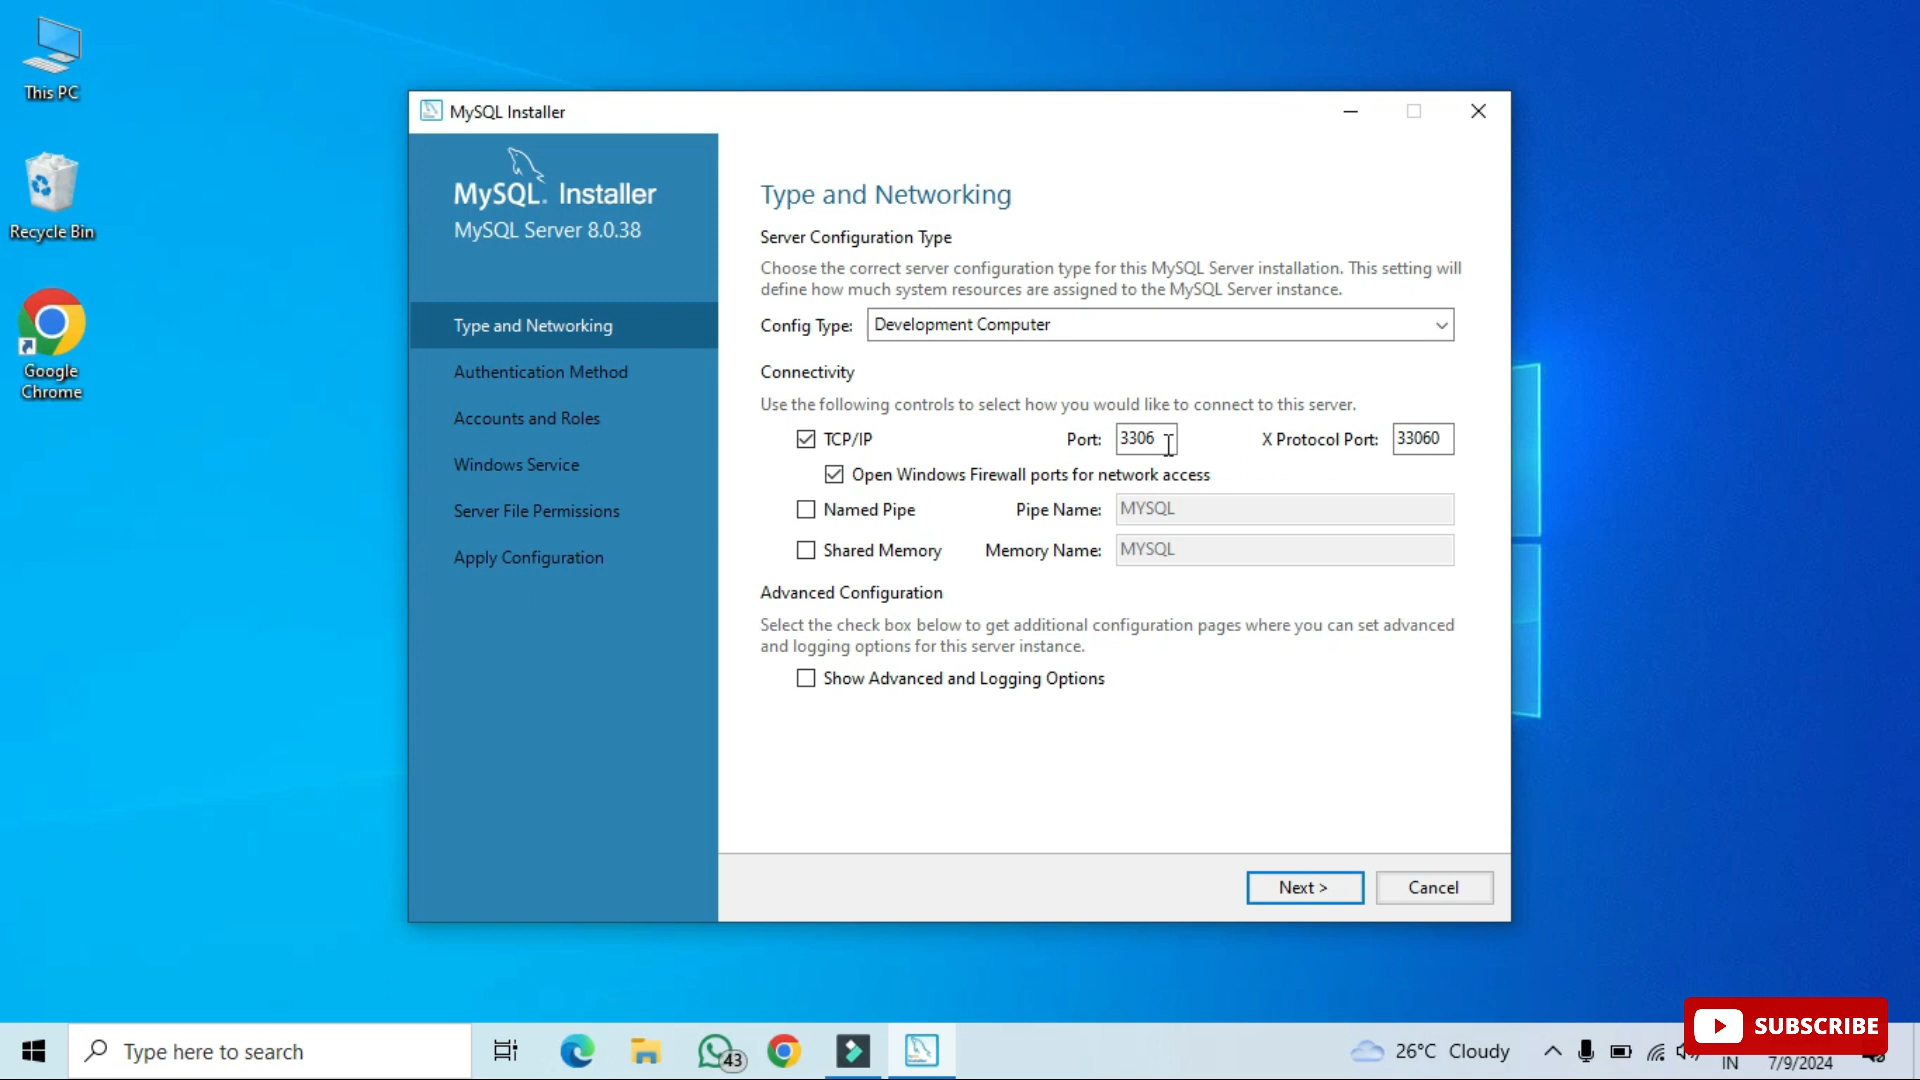 This PC
Recycle Bin
Google
Chrome
MySQL Installer
MySQL. Installer
MySQL Server 8.0.38
Type and Networking
Authentication Method
Accounts and Roles
Windows Service
Server File Permissions
Apply Configuration
Type and Networking
Server Configuration Type
Choose the correct server configuration type for this MySQL Server installation. This setting will
define how much system resources are assigned to the MySQL Server instance.
Config Type: Development Computer
Connectivity
Use the following controls to select how you would like to connect to this server.
TCP/IP Port: 3306 X Protocol Port: 33060
Open Windows Firewall ports for network access
Named Pipe Pipe Name: MYSQL
Shared Memory Memory Name: MYSQL
Advanced Configuration
Select the check box below to get additional configuration pages where you can set advanced
and logging options for this server instance.
Show Advanced and Logging Options
Next > Cancel
Type here to search
43
26°C Cloudy
IN
7/9/2024
SUBSCRIBE